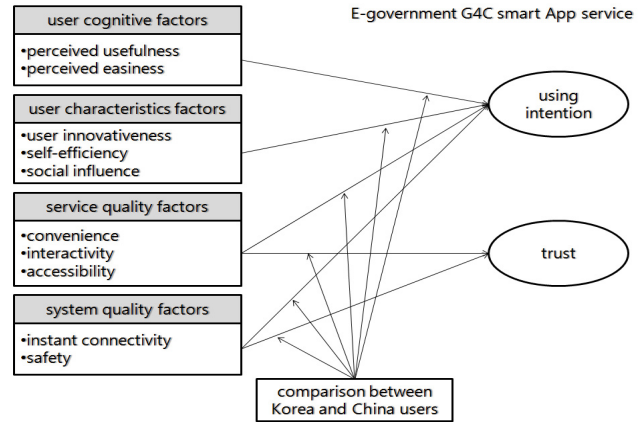 E-government G4C smart App service
user cognitive factors
•perceived usefulness
•perceived easiness
user characteristics factors
•user innovativeness
•self-efficiency
•social influence
service quality factors
•convenience
•interactivity
•accessibility
system quality factors
•instant connectivity
•safety
using
intention
trust
comparison between
Korea and China users